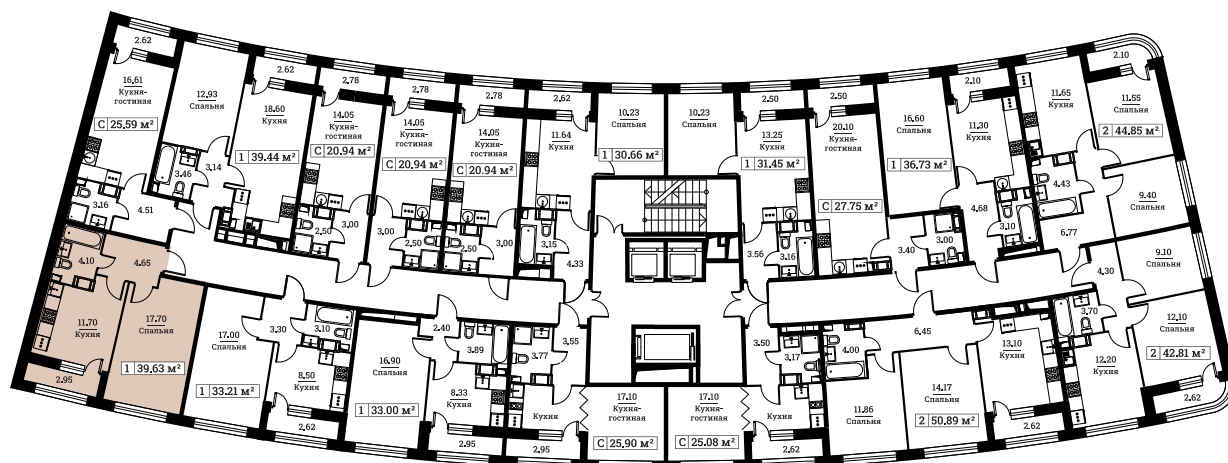 2.62
16.61
Кухня-
гостиная
С 25.59 м²
3.16
4.51
12.93
Спальня
3.46
3.14
2.62
18.60
Кухня
1 39.44 м²
2.78
14.05
Кухня-
гостиная
С 20.94 м²
2.50
3.00
2.78
14.05
Кухня-
гостиная
С 20.94 м²
3.00
2.50
2.78
14.05
Кухня-
гостиная
С 20.94 м²
2.50
3.00
2.62
11.64
Кухня
10.23
Спальня
1 30.66 м²
3.15
4.33
10.23
Спальня
2.50
13.25
Кухня
1 31.45 м²
3.56
3.16
2.50
20.10
Кухня-
гостиная
С 27.75 м²
3.40
16.60
Спальня
1 36.73 м²
3.00
2.10
11.30
Кухня
4.68
3.10
11.65
Кухня
2.10
11.55
Спальня
2 44.85 м²
4.43
9.40
Спальня
6.77
4.10
4.65
11.70
Кухня
17.70
Спальня
1 39.63 м²
2.95
17.00
Спальня
3.30
3.10
8.50
Кухня
1 33.21 м²
2.62
16.90
Спальня
2.40
3.89
8.33
Кухня
1 33.00 м²
2.95
3.77
3.55
Кухня
2.95
17.10
Кухня-
гостиная
С 25.90 м²
17.10
Кухня-
гостиная
С 25.08 м²
3.50
3.17
Кухня
2.62
4.00
6.45
11.86
Спальня
14.17
Спальня
2 50.89 м²
13.10
Кухня
2.62
4.30
9.10
Спальня
3.70
12.20
Кухня
12.10
Спальня
2 42.81 м²
2.62